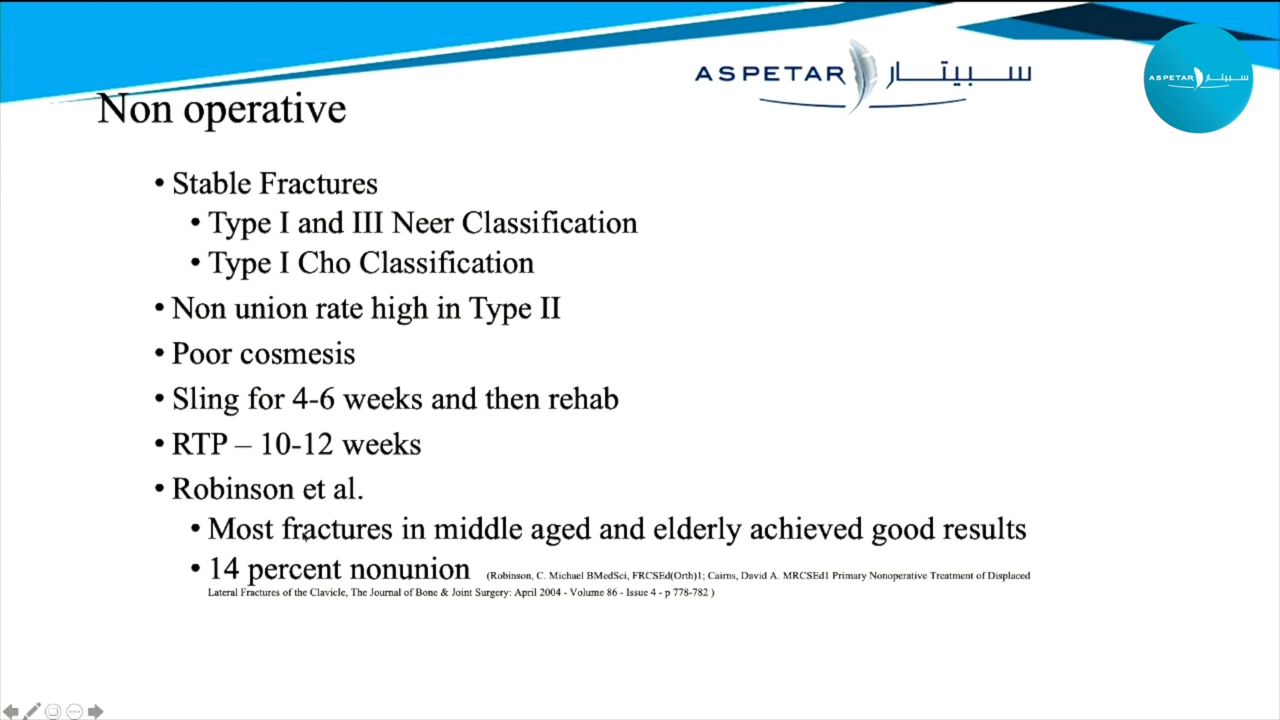 ASPETAR سبيتار
ASPETAR سبيتار
Non operative
• Stable Fractures
• Type I and III Neer Classification
• Type I Cho Classification
• Non union rate high in Type II
• Poor cosmesis
• Sling for 4-6 weeks and then rehab
• RTP – 10-12 weeks
• Robinson et al.
• Most fractures in middle aged and elderly achieved good results
• 14 percent nonunion (Robinson, C. Michael BMedSci, FRCSEd(Orth)1; Cairns, David A. MRCSEd1 Primary Nonoperative Treatment of Displaced
Lateral Fractures of the Clavicle, The Journal of Bone & Joint Surgery: April 2004 - Volume 86 - Issue 4 - p 778-782 )